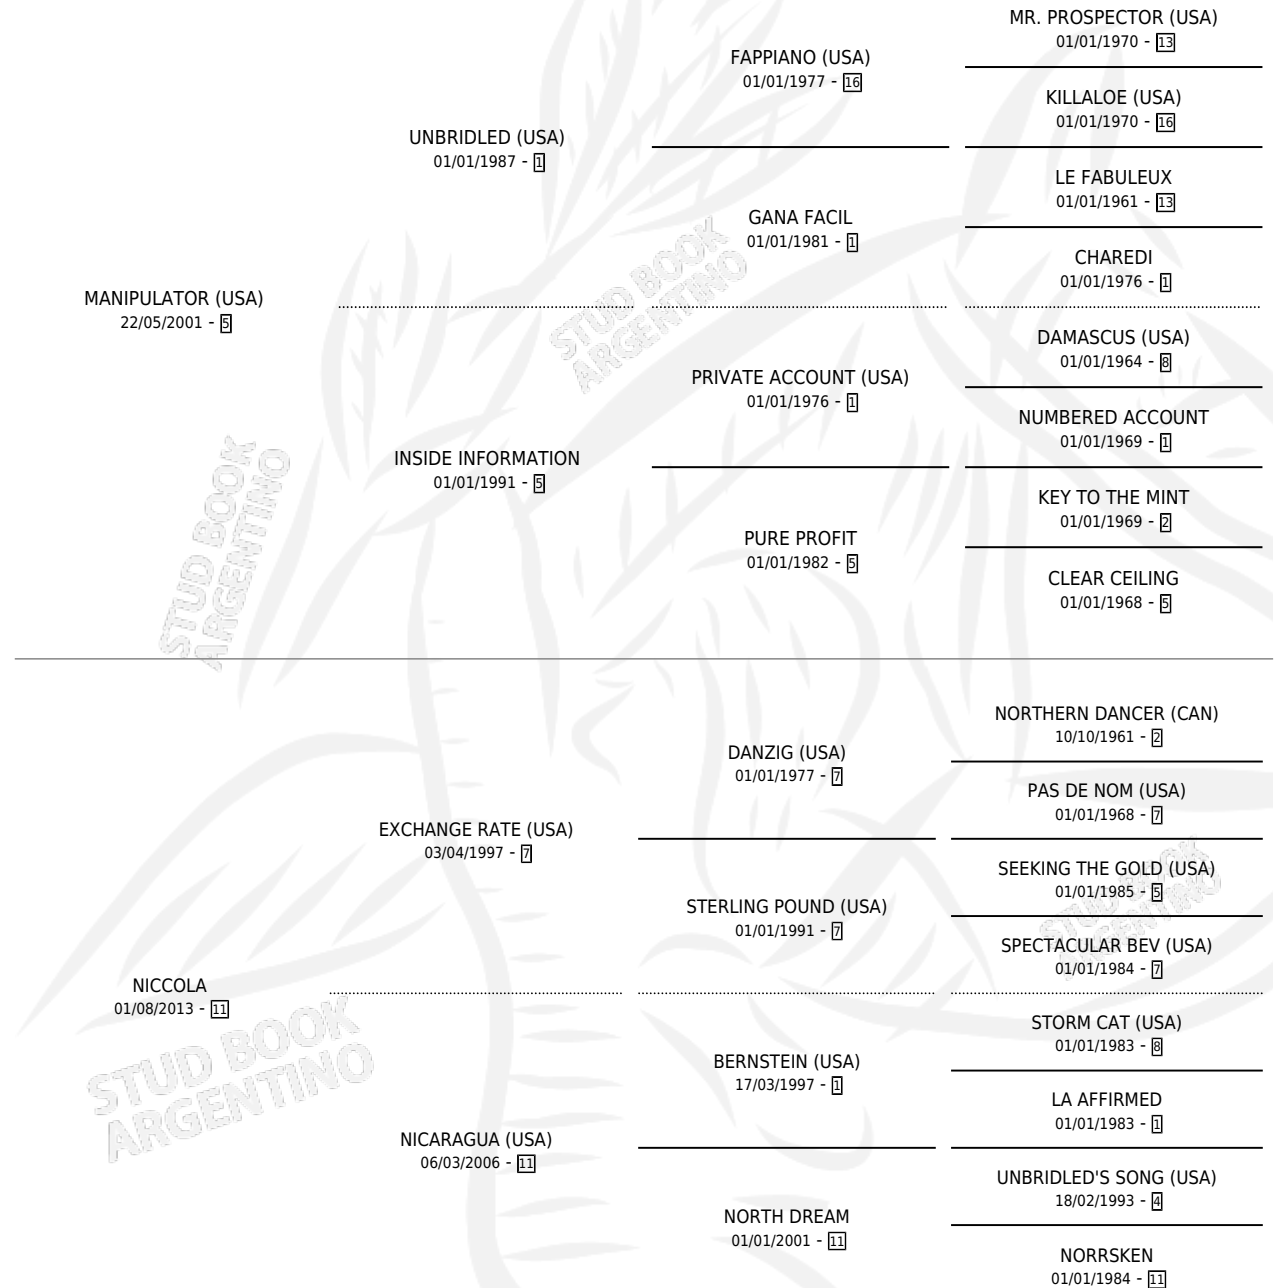 MR. PROSPECTOR (USA)
01/01/1970 - 13
FAPPIANO (USA)
01/01/1977 - 16
KILLALOE (USA)
01/01/1970 - 16
UNBRIDLED (USA)
01/01/1987 - 1
LE FABULEUX
01/01/1961 - 13
GANA FACIL
01/01/1981 - 1
CHAREDI
01/01/1976 - 1
MANIPULATOR (USA)
22/05/2001 - 5
STUD BOOK
ARGENTINO
DAMASCUS (USA)
01/01/1964 - 8
PRIVATE ACCOUNT (USA)
01/01/1976 - 1
NUMBERED ACCOUNT
01/01/1969 - 1
INSIDE INFORMATION
01/01/1991 - 5
KEY TO THE MINT
01/01/1969 - 2
PURE PROFIT
01/01/1982 - 5
CLEAR CEILING
01/01/1968 - 5
STUD BOOK
ARGENTINO
NORTHERN DANCER (CAN)
10/10/1961 - 2
DANZIG (USA)
01/01/1977 - 7
PAS DE NOM (USA)
01/01/1968 - 7
EXCHANGE RATE (USA)
03/04/1997 - 7
SEEKING THE GOLD (USA)
01/01/1985 - 5
STUD BOOK
ARGENTINO
STERLING POUND (USA)
01/01/1991 - 7
SPECTACULAR BEV (USA)
01/01/1984 - 7
NICCOLA
01/08/2013 - 11
STUD BOOK
ARGENTINO
STORM CAT (USA)
01/01/1983 - 8
BERNSTEIN (USA)
17/03/1997 - 1
LA AFFIRMED
01/01/1983 - 1
NICARAGUA (USA)
06/03/2006 - 11
UNBRIDLED'S SONG (USA)
18/02/1993 - 4
NORTH DREAM
01/01/2001 - 11
NORRSKEN
01/01/1984 - 11